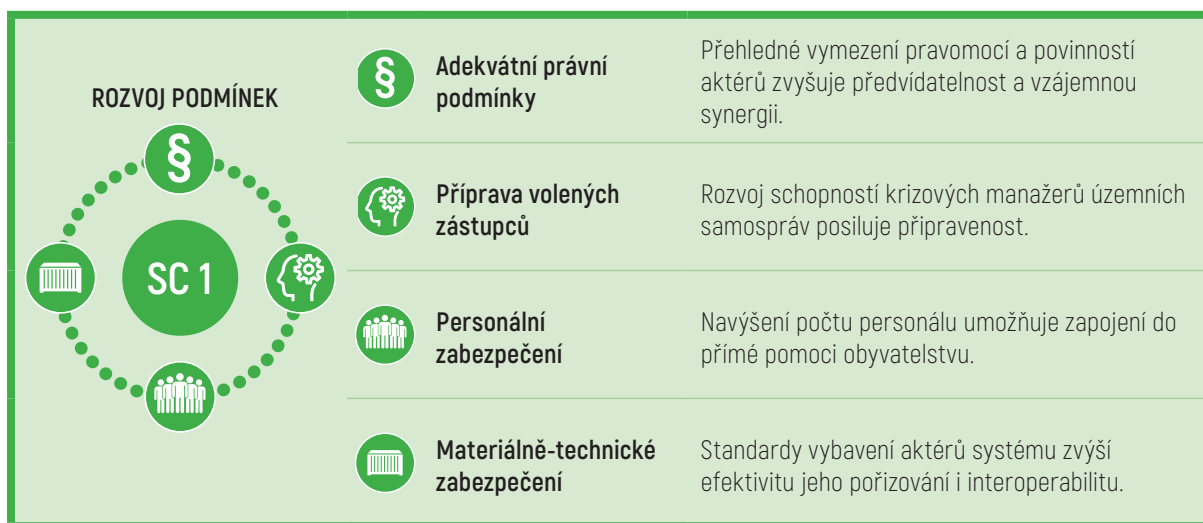 ROZVOJ PODMÍNEK
§
SC 1
§
Adekvátní právní
podmínky
Přehledné vymezení pravomocí a povinností
aktérů zvyšuje předvídatelnost a vzájemnou
synergii.
Příprava volených
zástupců
Rozvoj schopností krizových manažerů územních
samospráv posiluje připravenost.
Personální
zabezpečení
Navýšení počtu personálu umožňuje zapojení do
přímé pomoci obyvatelstvu.
Materiálně-technické
zabezpečení
Standardy vybavení aktérů systému zvýší
efektivitu jeho pořizování i interoperabilitu.